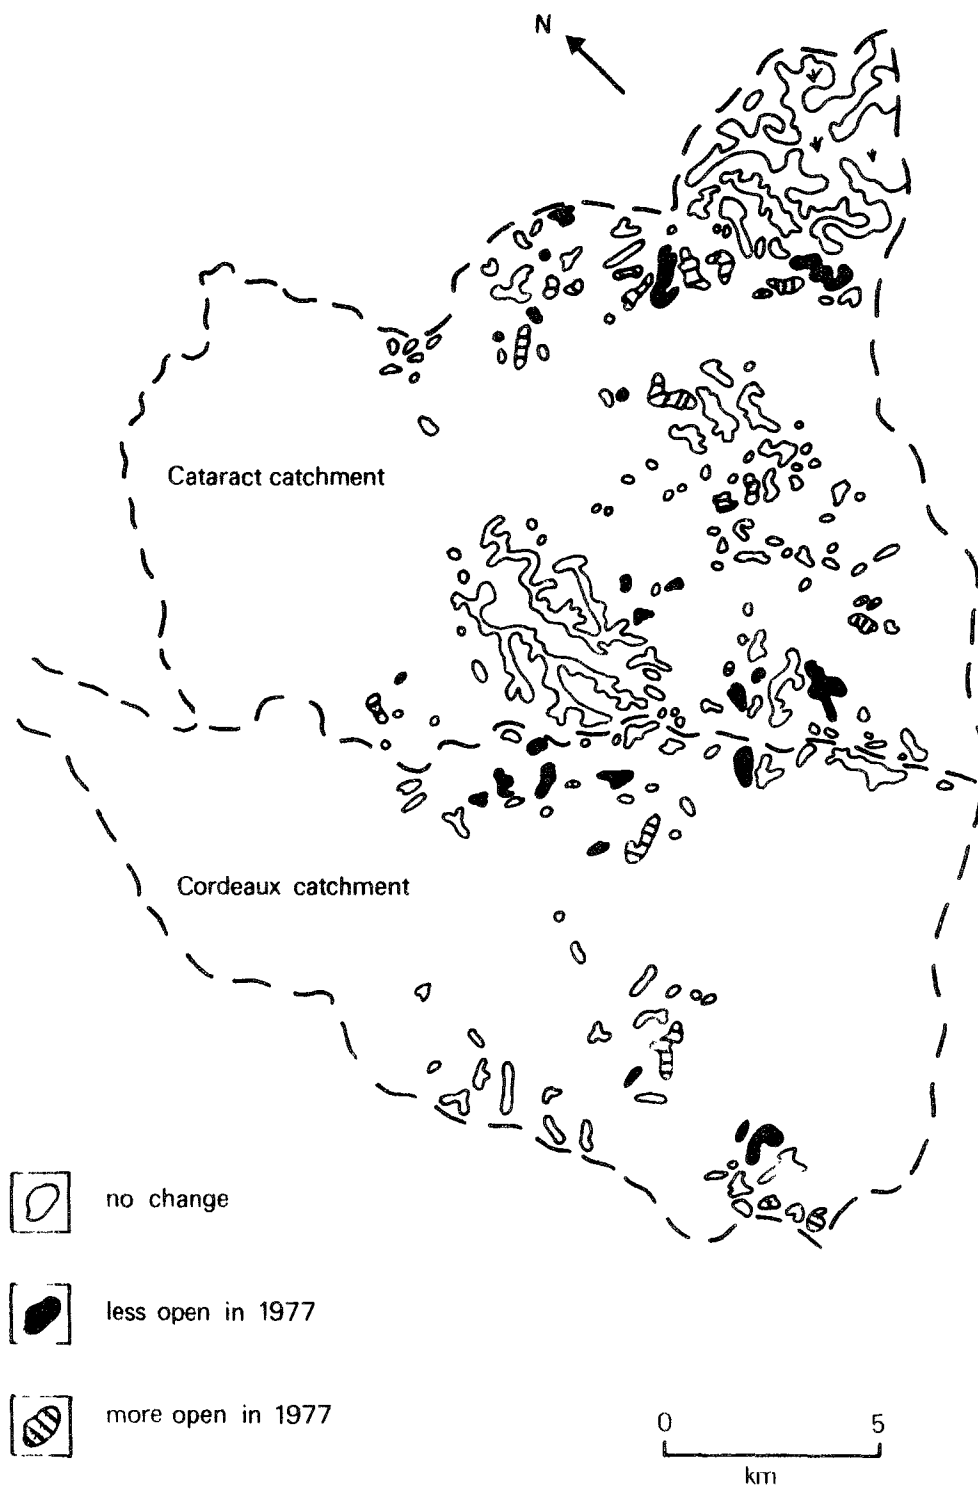 N
Cataract catchment
Cordeaux catchment
no change
less open in 1977
more open in 1977
0 5
km